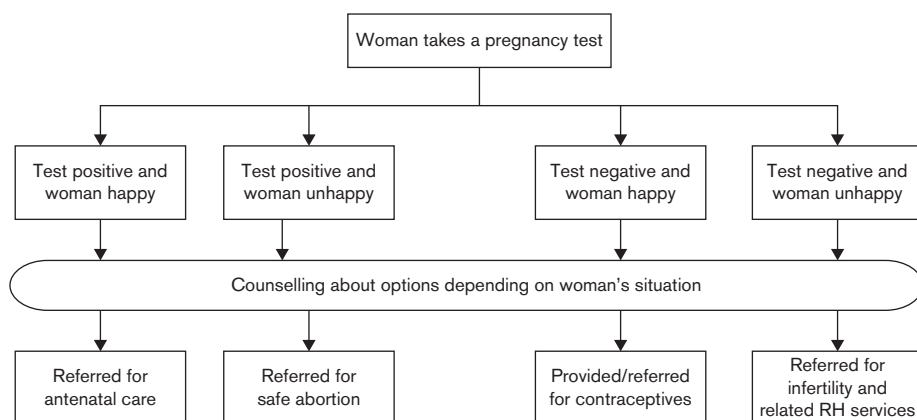 Woman takes a pregnancy test
Test positive and
woman happy
Test positive and
woman unhappy
Test negative and
woman happy
Test negative and
woman unhappy
Counselling about options depending on woman's situation
Referred for
antenatal care
Referred for
safe abortion
Provided/referred
for contraceptives
Referred for
infertility and
related RH services